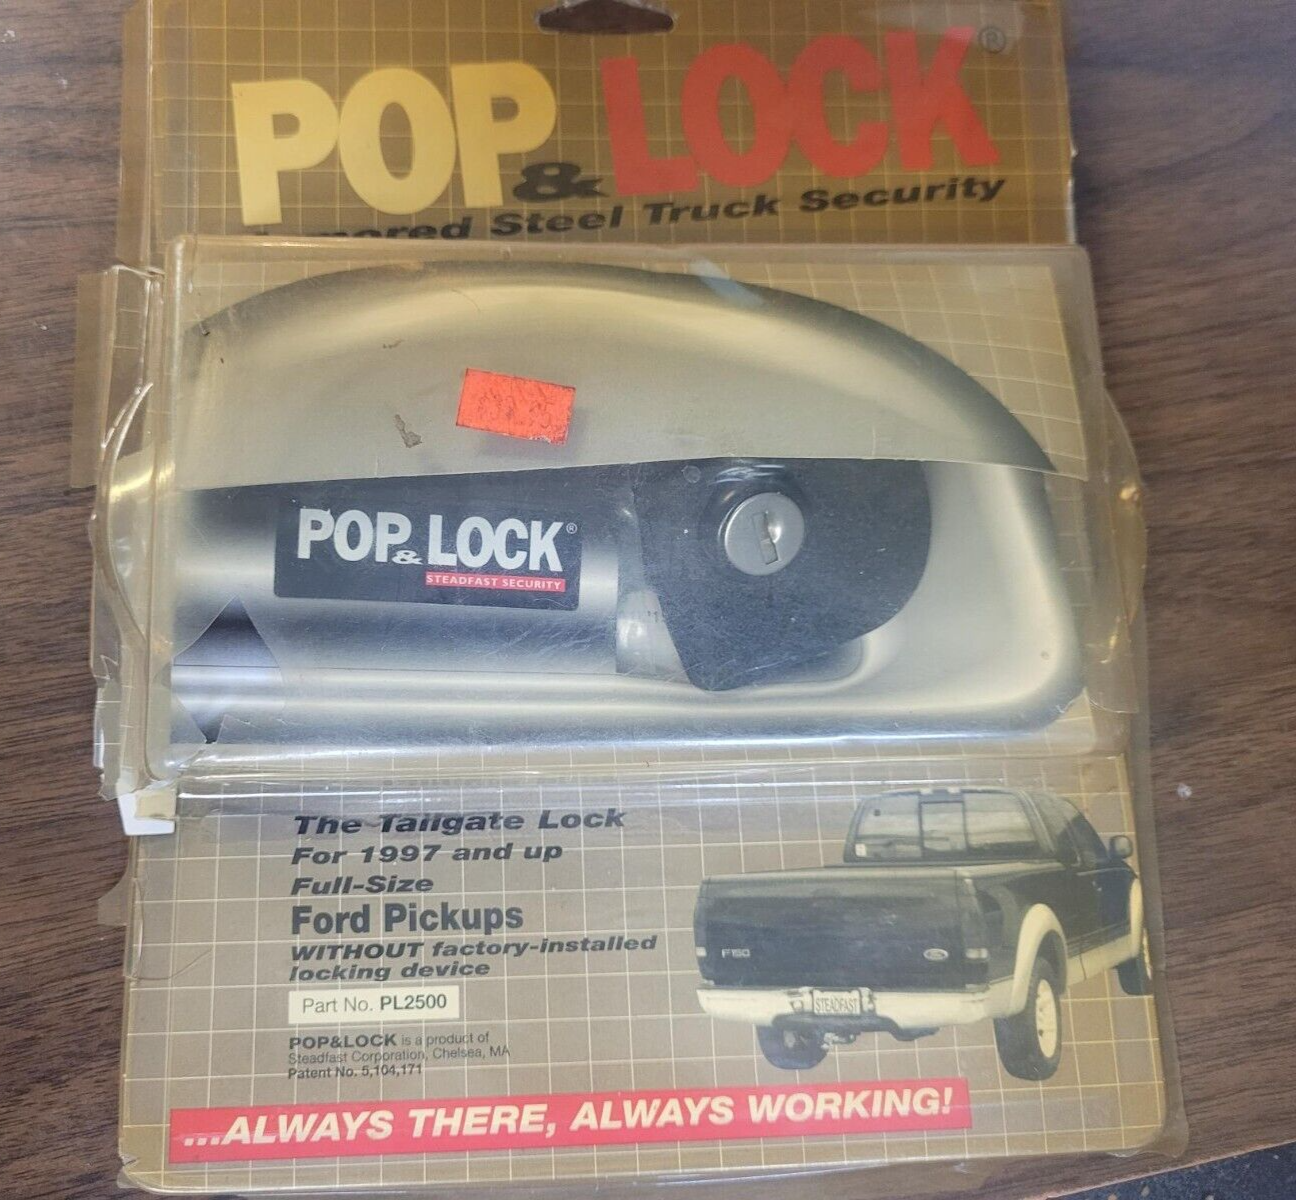 POP & LOCK®
Armored Steel Truck Security
POP & LOCK®
STEADFAST SECURITY
The Tailgate Lock
For 1997 and up
Full-Size
Ford Pickups
WITHOUT factory-installed
locking device
Part No. PL2500
POP&LOCK is a product of
Steadfast Corporation, Chelsea, MA
Patent No. 5,104,171
F150
Ford
STEADFAST
...ALWAYS THERE, ALWAYS WORKING!